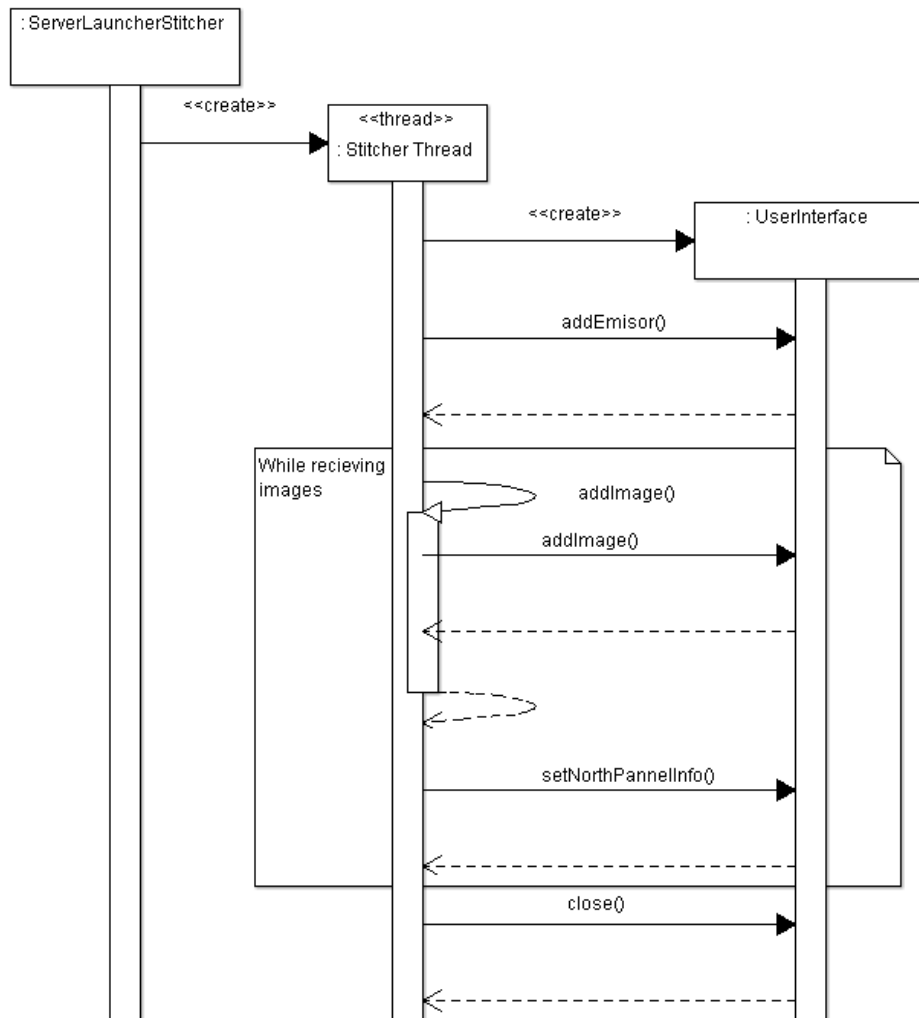 : ServerLauncherStitcher
<<create>>
<<thread>>
: Stitcher Thread
<<create>>
: UserInterface
addEmisor()
While recieving
images
addImage()
addImage()
setNorthPannelInfo()
close()